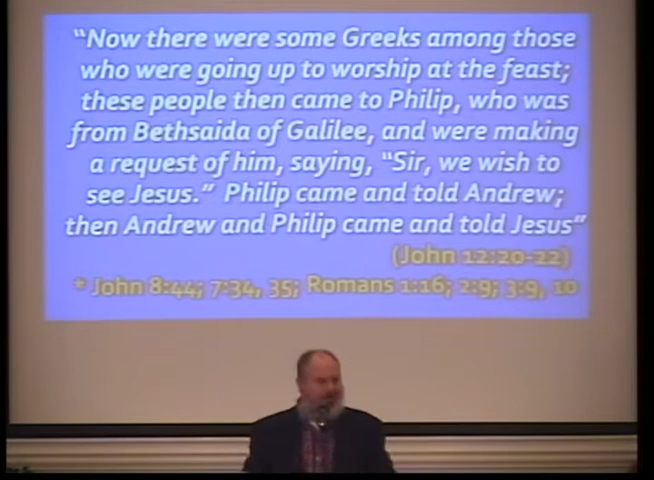 “Now there were some Greeks among those
who were going up to worship at the feast;
these people then came to Philip, who was
from Bethsaida of Galilee, and were making
a request of him, saying, “Sir, we wish to
see Jesus.” Philip came and told Andrew;
then Andrew and Philip came and told Jesus”
(John 12:20-22)
* John 8:44; 7:34, 35; Romans 1:16; 2:9; 3:9, 10